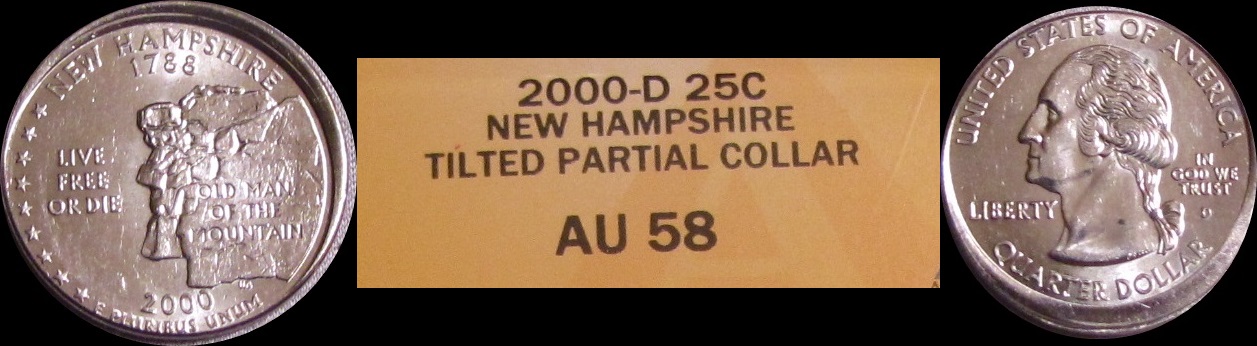 NEW HAMPSHIRE
1788
LIVE
FREE
OR DIE
OLD MAN
OF THE
MOUNTAIN
2000
E PLURIBUS UNUM
2000-D 25C
NEW HAMPSHIRE
TILTED PARTIAL COLLAR
AU 58
UNITED STATES OF AMERICA
IN
GOD WE
TRUST
LIBERTY
QUARTER DOLLAR